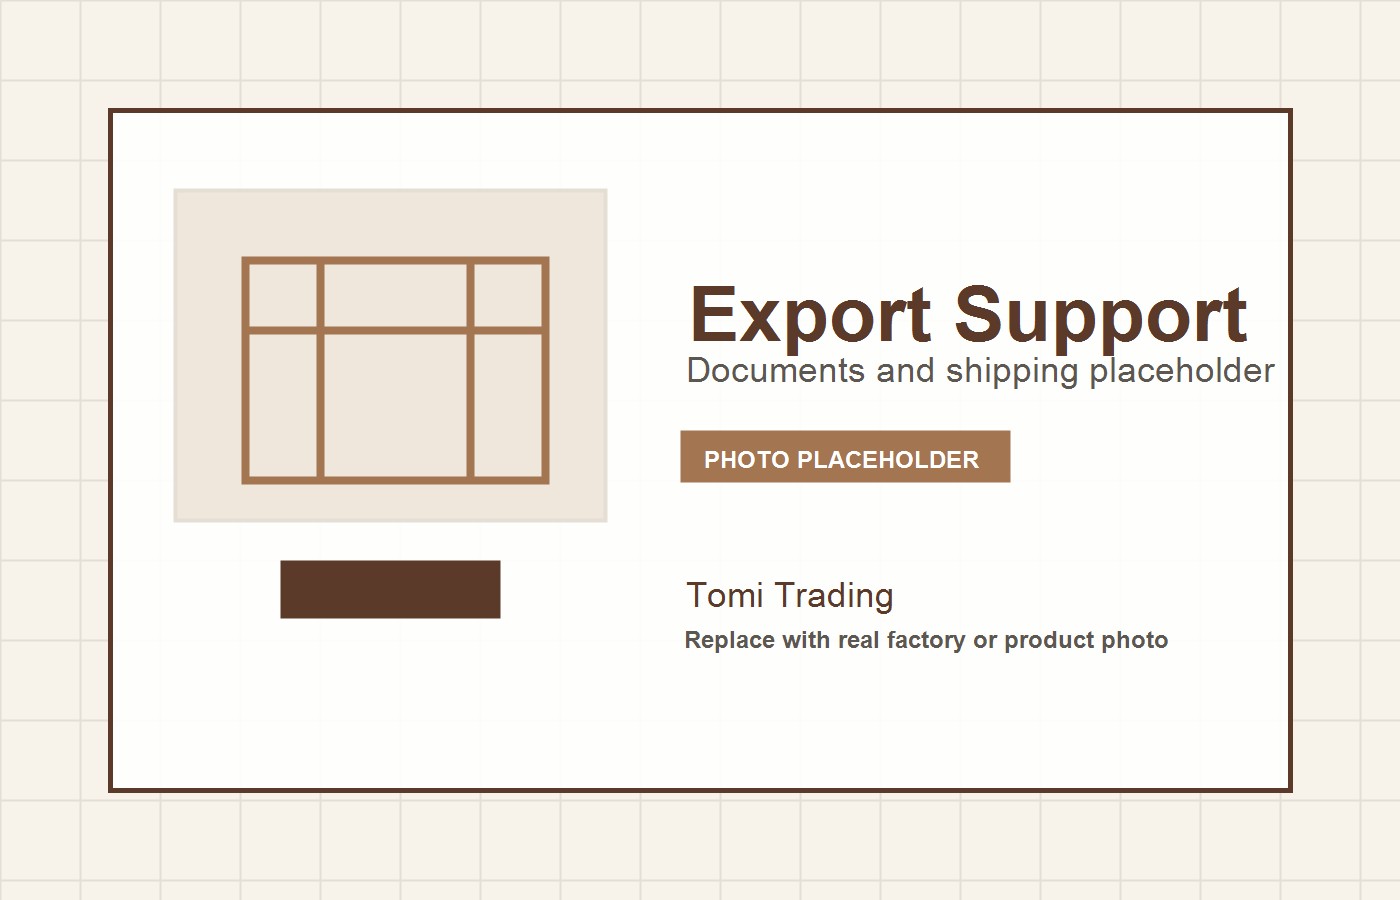 Export Support
Documents and shipping placeholder
PHOTO PLACEHOLDER
Tomi Trading
Replace with real factory or product photo